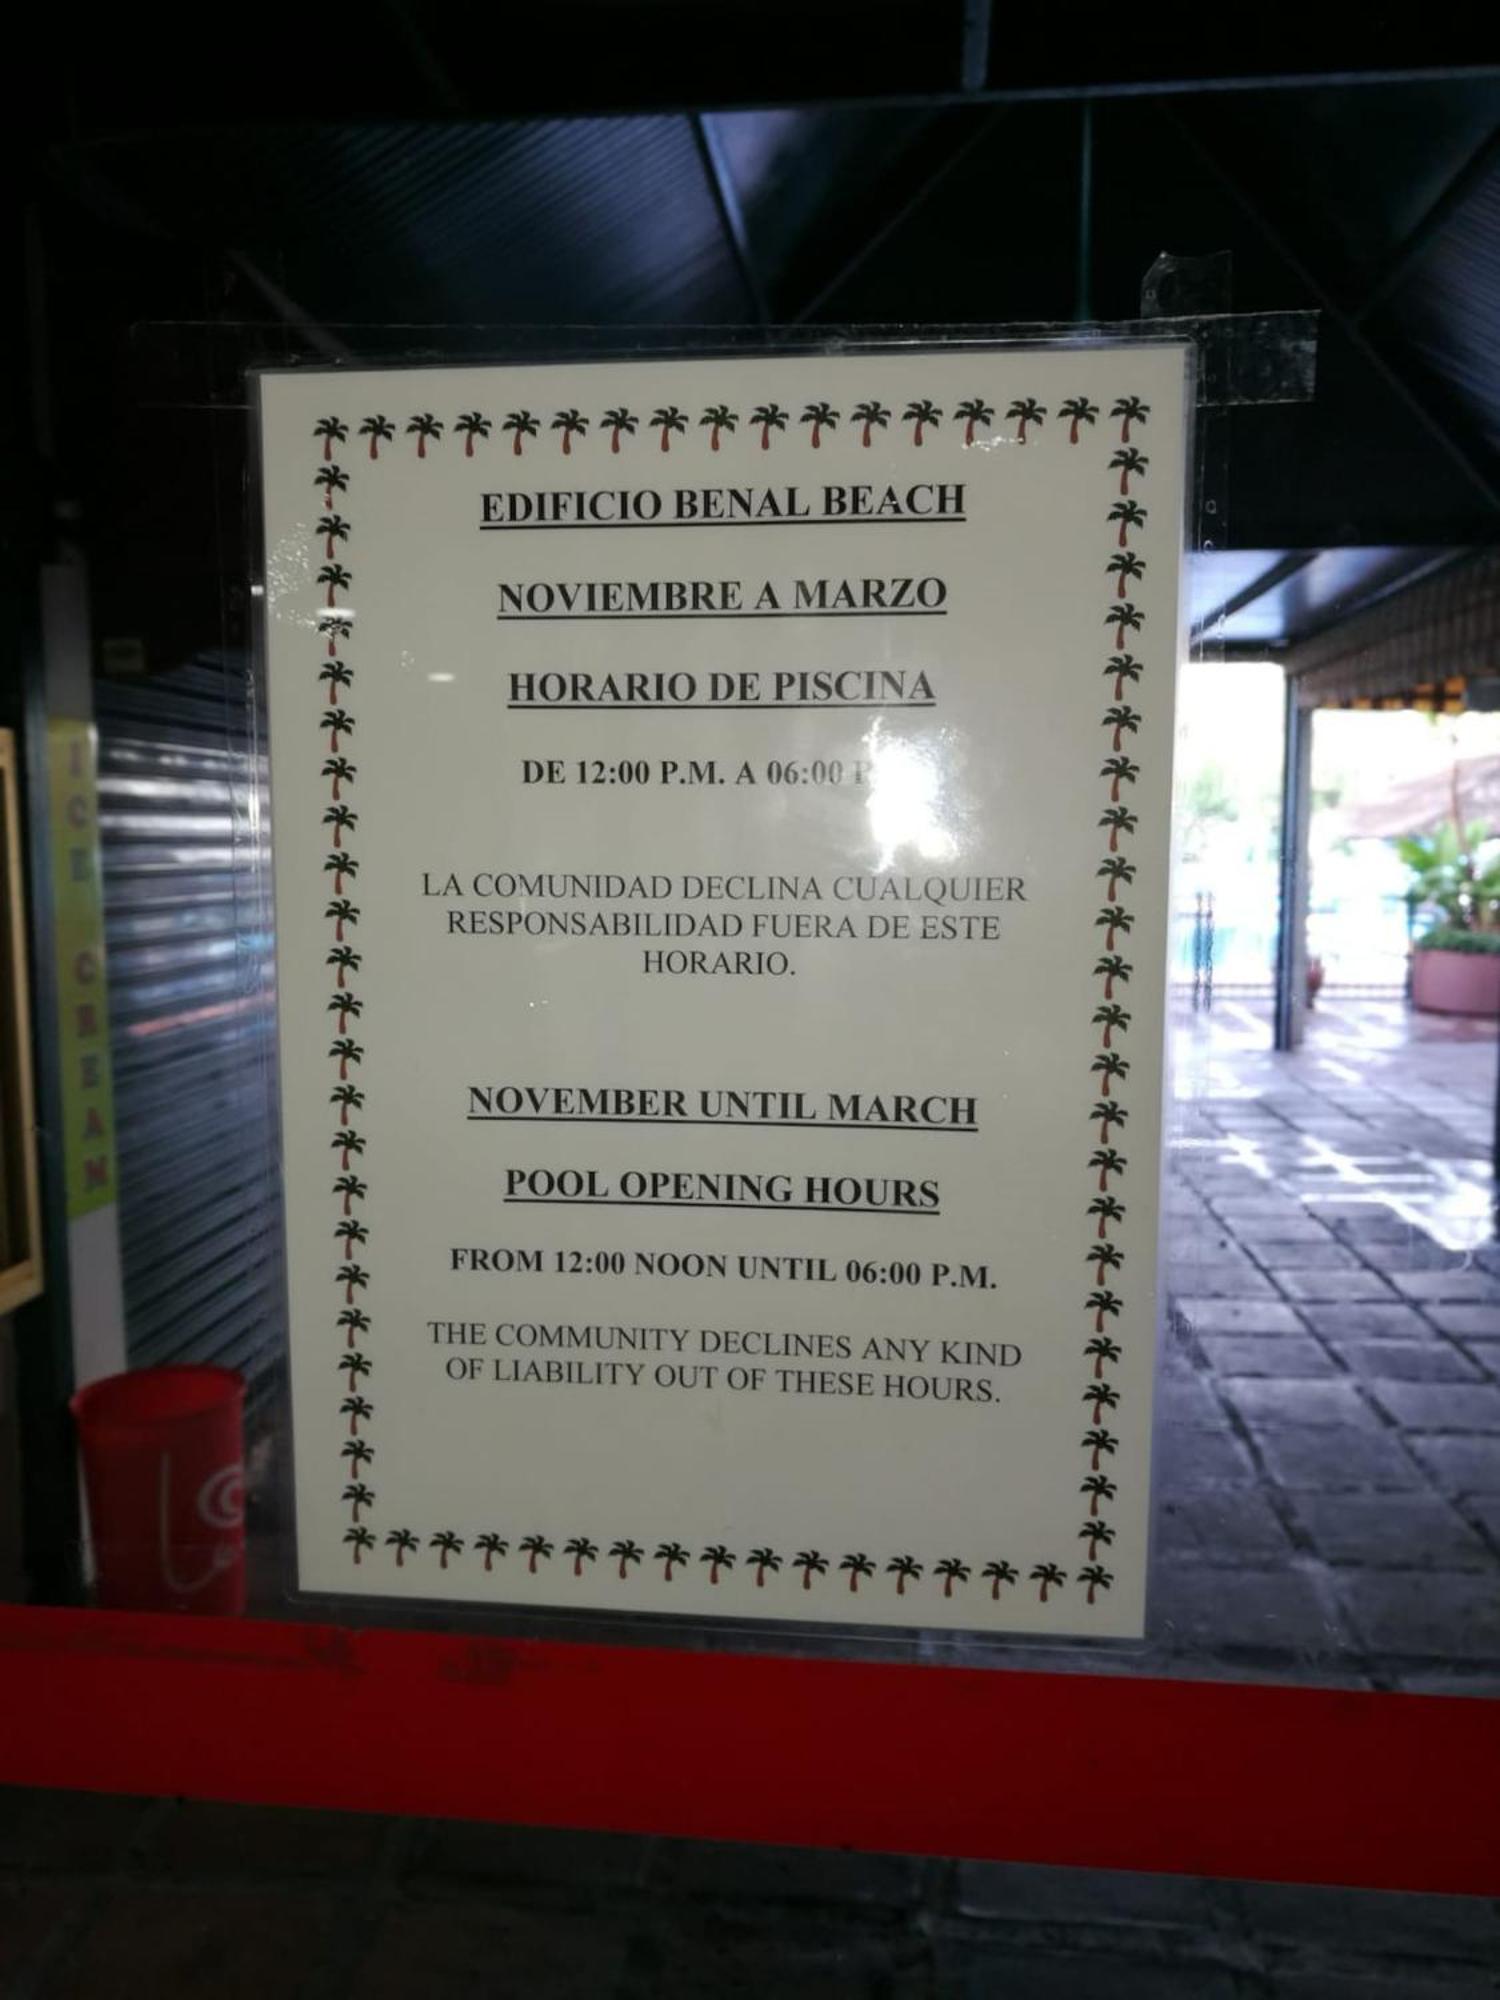 EDIFICIO BENAL BEACH
NOVIEMBRE A MARZO
HORARIO DE PISCINA
DE 12:00 P.M. A 06:00
LA COMUNIDAD DECLINA CUALQUIER
RESPONSABILIDAD FUERA DE ESTE
HORARIO.
NOVEMBER UNTIL MARCH
POOL OPENING HOURS
FROM 12:00 NOON UNTIL 06:00 P.M.
THE COMMUNITY DECLINES ANY KIND
OF LIABILITY OUT OF THESE HOURS.
ICE CREAM